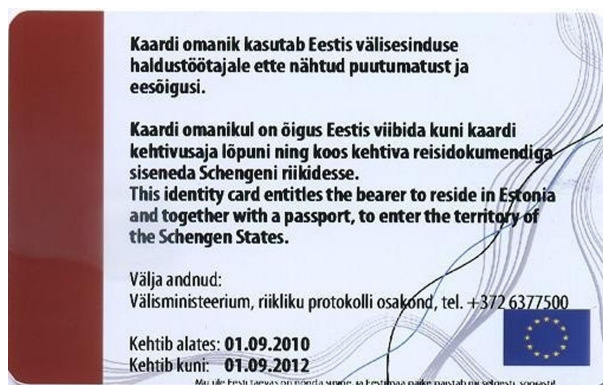 Kaardi omanik kasutab Eestis välisesinduse
haldustöötajale ette nähtud puutumatust ja
eesõigusi.
Kaardi omanikul on õigus Eestis viibida kuni kaardi
kehtivusaja lõpuni ning koos kehtiva reisidokumendiga
siseneda Schengeni riikidesse.
This identity card entitles the bearer to reside in Estonia
and together with a passport, to enter the territory of
the Schengen States.
Välja andnud:
Välisministeerium, riikliku protokolli osakond, tel. +372 6377500
Kehtib alates: 01.09.2010
Kehtib kuni: 01.09.2012